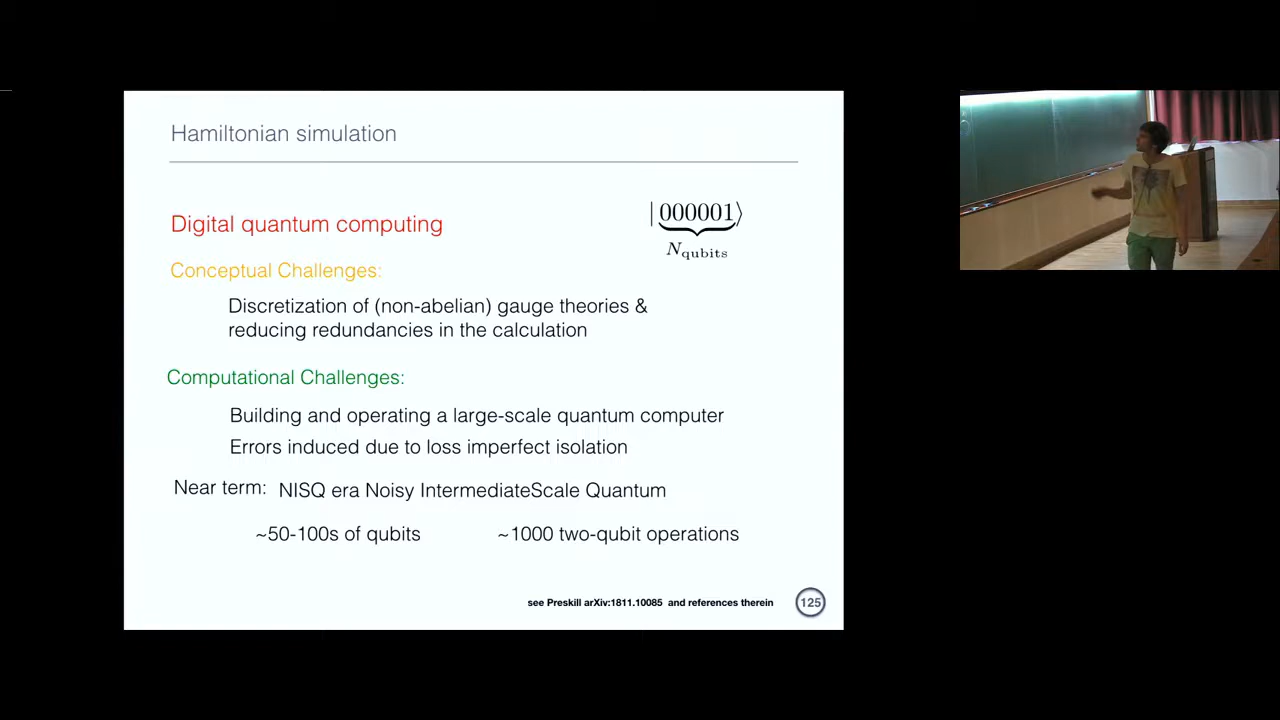 Hamiltonian simulation
|000001⟩
Digital quantum computing
N_qubits
Conceptual Challenges:
Discretization of (non-abelian) gauge theories &
reducing redundancies in the calculation
Computational Challenges:
Building and operating a large-scale quantum computer
Errors induced due to loss imperfect isolation
Near term: NISQ era Noisy IntermediateScale Quantum
~50-100s of qubits ~1000 two-qubit operations
see Preskill arXiv:1811.10085 and references therein 125